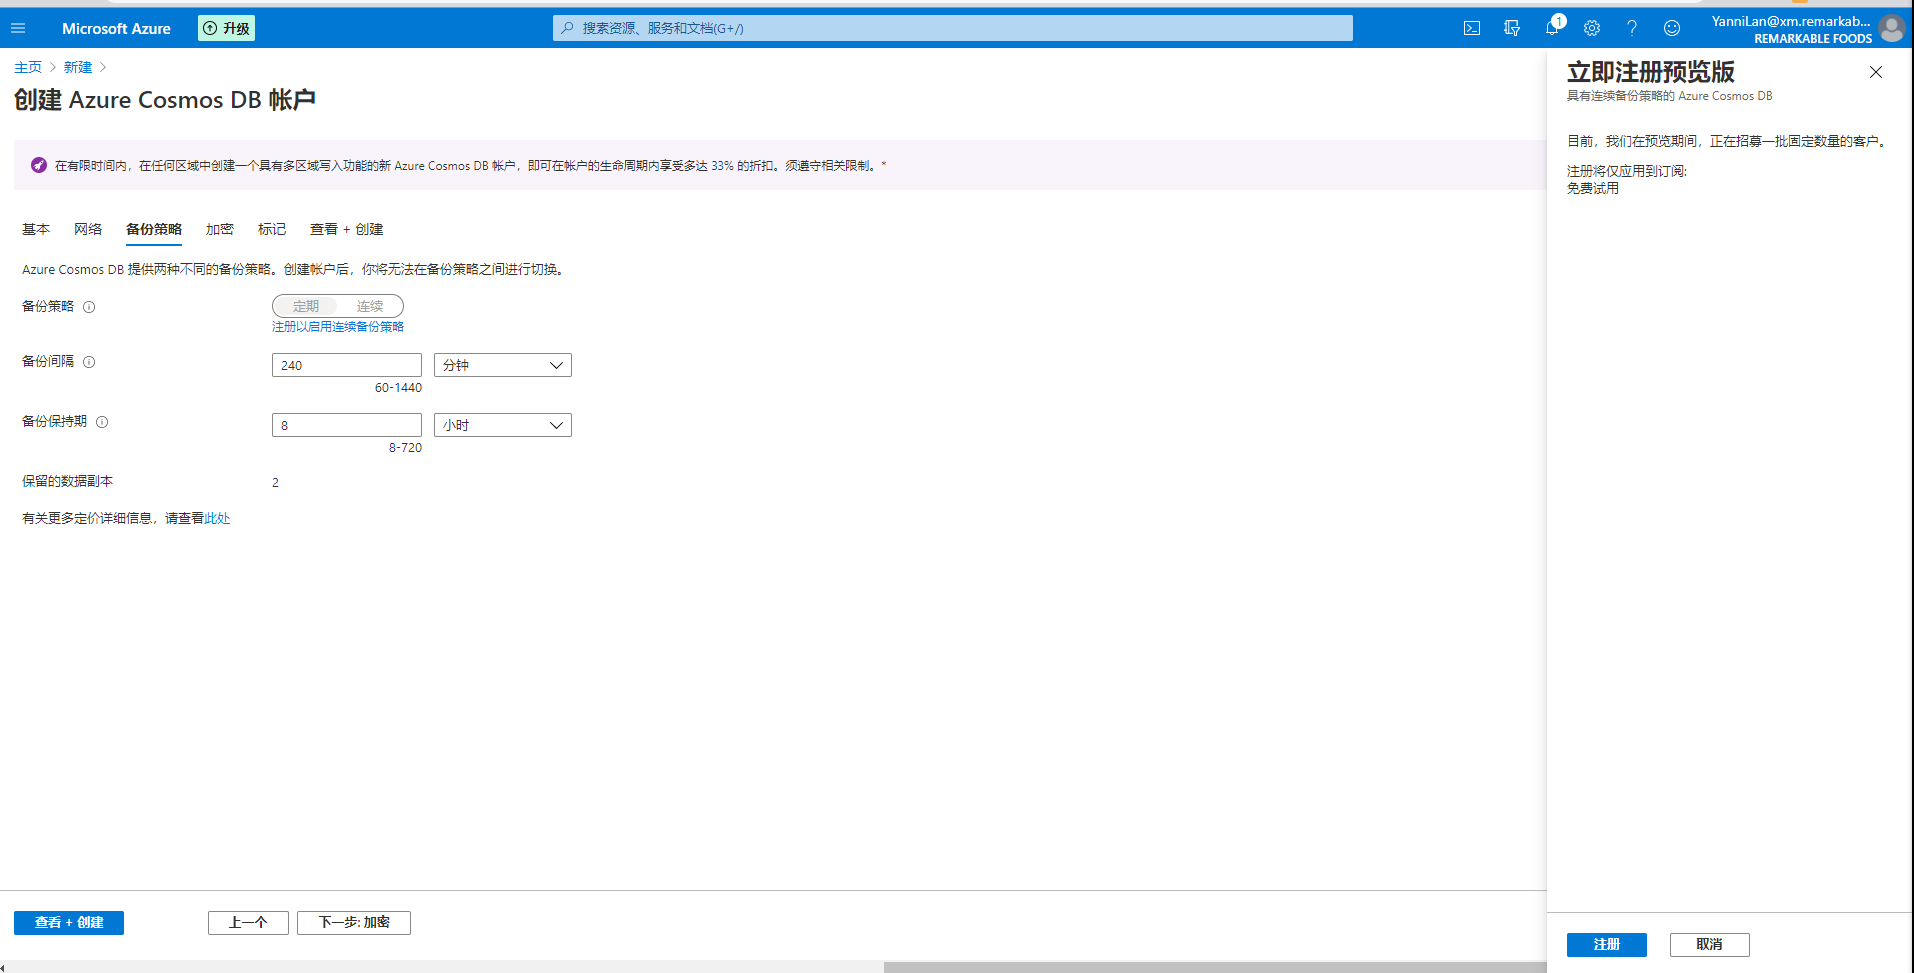 Microsoft Azure
升级
搜索资源、服务和文档(G+/)
1
YanniLan@xm.remarkab...
REMARKABLE FOODS
主页 > 新建 >
创建 Azure Cosmos DB 帐户
在有限时间内，在任何区域中创建一个具有多区域写入功能的新 Azure Cosmos DB 帐户，即可在帐户的生命周期内享受多达 33% 的折扣。须遵守相关限制。*
基本 网络 备份策略 加密 标记 查看 + 创建
Azure Cosmos DB 提供两种不同的备份策略。创建帐户后，你将无法在备份策略之间进行切换。
备份策略 定期 连续
注册以启用连续备份策略
备份间隔 240 分钟
60-1440
备份保持期 8 小时
8-720
保留的数据副本 2
有关更多定价详细信息，请查看此处
查看 + 创建 上一个 下一步: 加密
立即注册预览版
具有连续备份策略的 Azure Cosmos DB
目前，我们在预览期间，正在招募一批固定数量的客户。
注册将仅应用到订阅:
免费试用
注册 取消